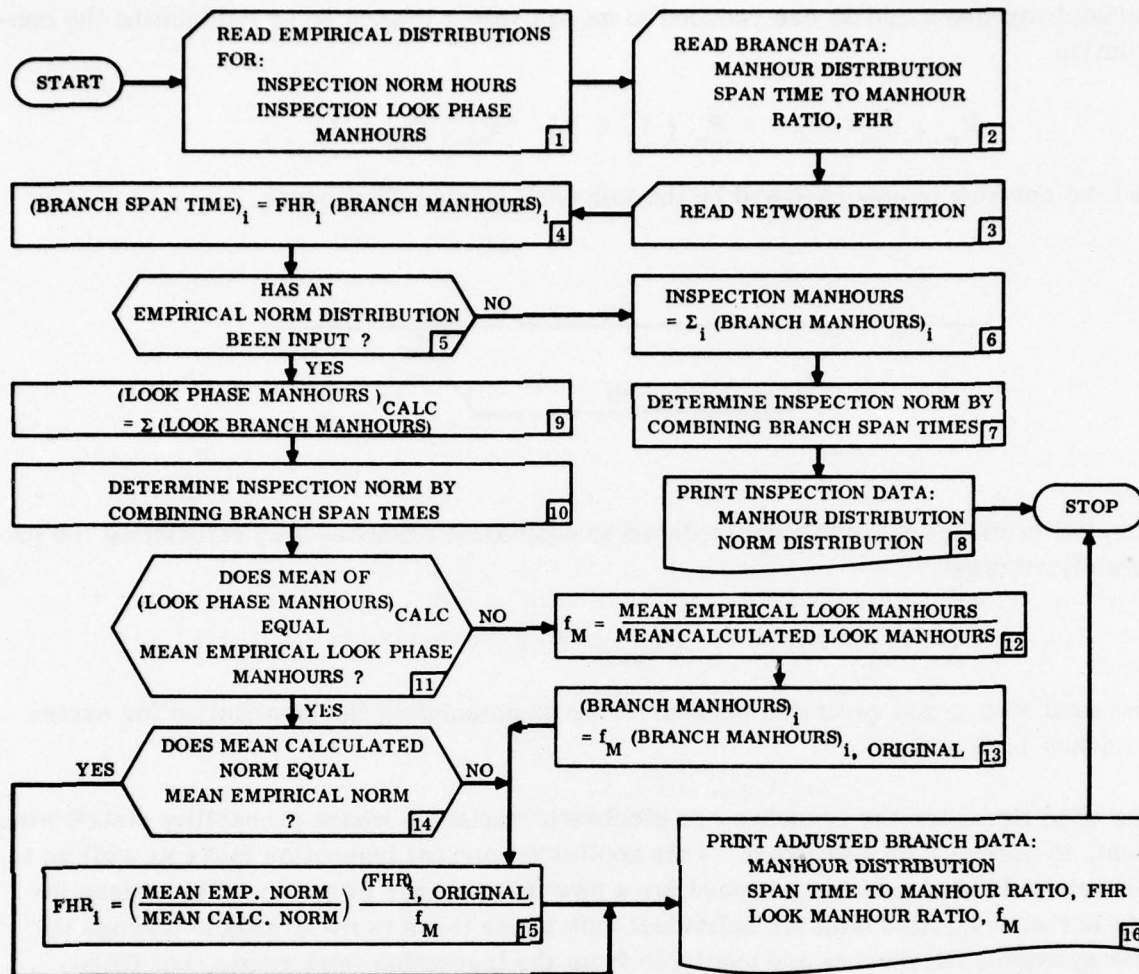 START
READ EMPIRICAL DISTRIBUTIONS
FOR:
INSPECTION NORM HOURS
INSPECTION LOOK PHASE
MANHOURS
1
READ BRANCH DATA:
MANHOUR DISTRIBUTION
SPAN TIME TO MANHOUR
RATIO, FHR
2
READ NETWORK DEFINITION
3
(BRANCH SPAN TIME)i = FHRi (BRANCH MANHOURS)i
4
HAS AN
EMPIRICAL NORM DISTRIBUTION
BEEN INPUT ?
5
NO
YES
INSPECTION MANHOURS
= Σi (BRANCH MANHOURS)i
6
DETERMINE INSPECTION NORM BY
COMBINING BRANCH SPAN TIMES
7
PRINT INSPECTION DATA:
MANHOUR DISTRIBUTION
NORM DISTRIBUTION
8
STOP
(LOOK PHASE MANHOURS )CALC
= Σ (LOOK BRANCH MANHOURS)
9
DETERMINE INSPECTION NORM BY
COMBINING BRANCH SPAN TIMES
10
DOES MEAN OF
(LOOK PHASE MANHOURS)CALC
EQUAL
MEAN EMPIRICAL LOOK PHASE
MANHOURS ?
11
NO
YES
fM = MEAN EMPIRICAL LOOK MANHOURS
MEAN CALCULATED LOOK MANHOURS
12
(BRANCH MANHOURS)i
= fM (BRANCH MANHOURS)i, ORIGINAL
13
DOES MEAN CALCULATED
NORM EQUAL
MEAN EMPIRICAL NORM
?
14
YES
NO
FHRi = (MEAN EMP. NORM
MEAN CALC. NORM) (FHR)i, ORIGINAL
fM
15
PRINT ADJUSTED BRANCH DATA:
MANHOUR DISTRIBUTION
SPAN TIME TO MANHOUR RATIO, FHR
LOOK MANHOUR RATIO, fM
16